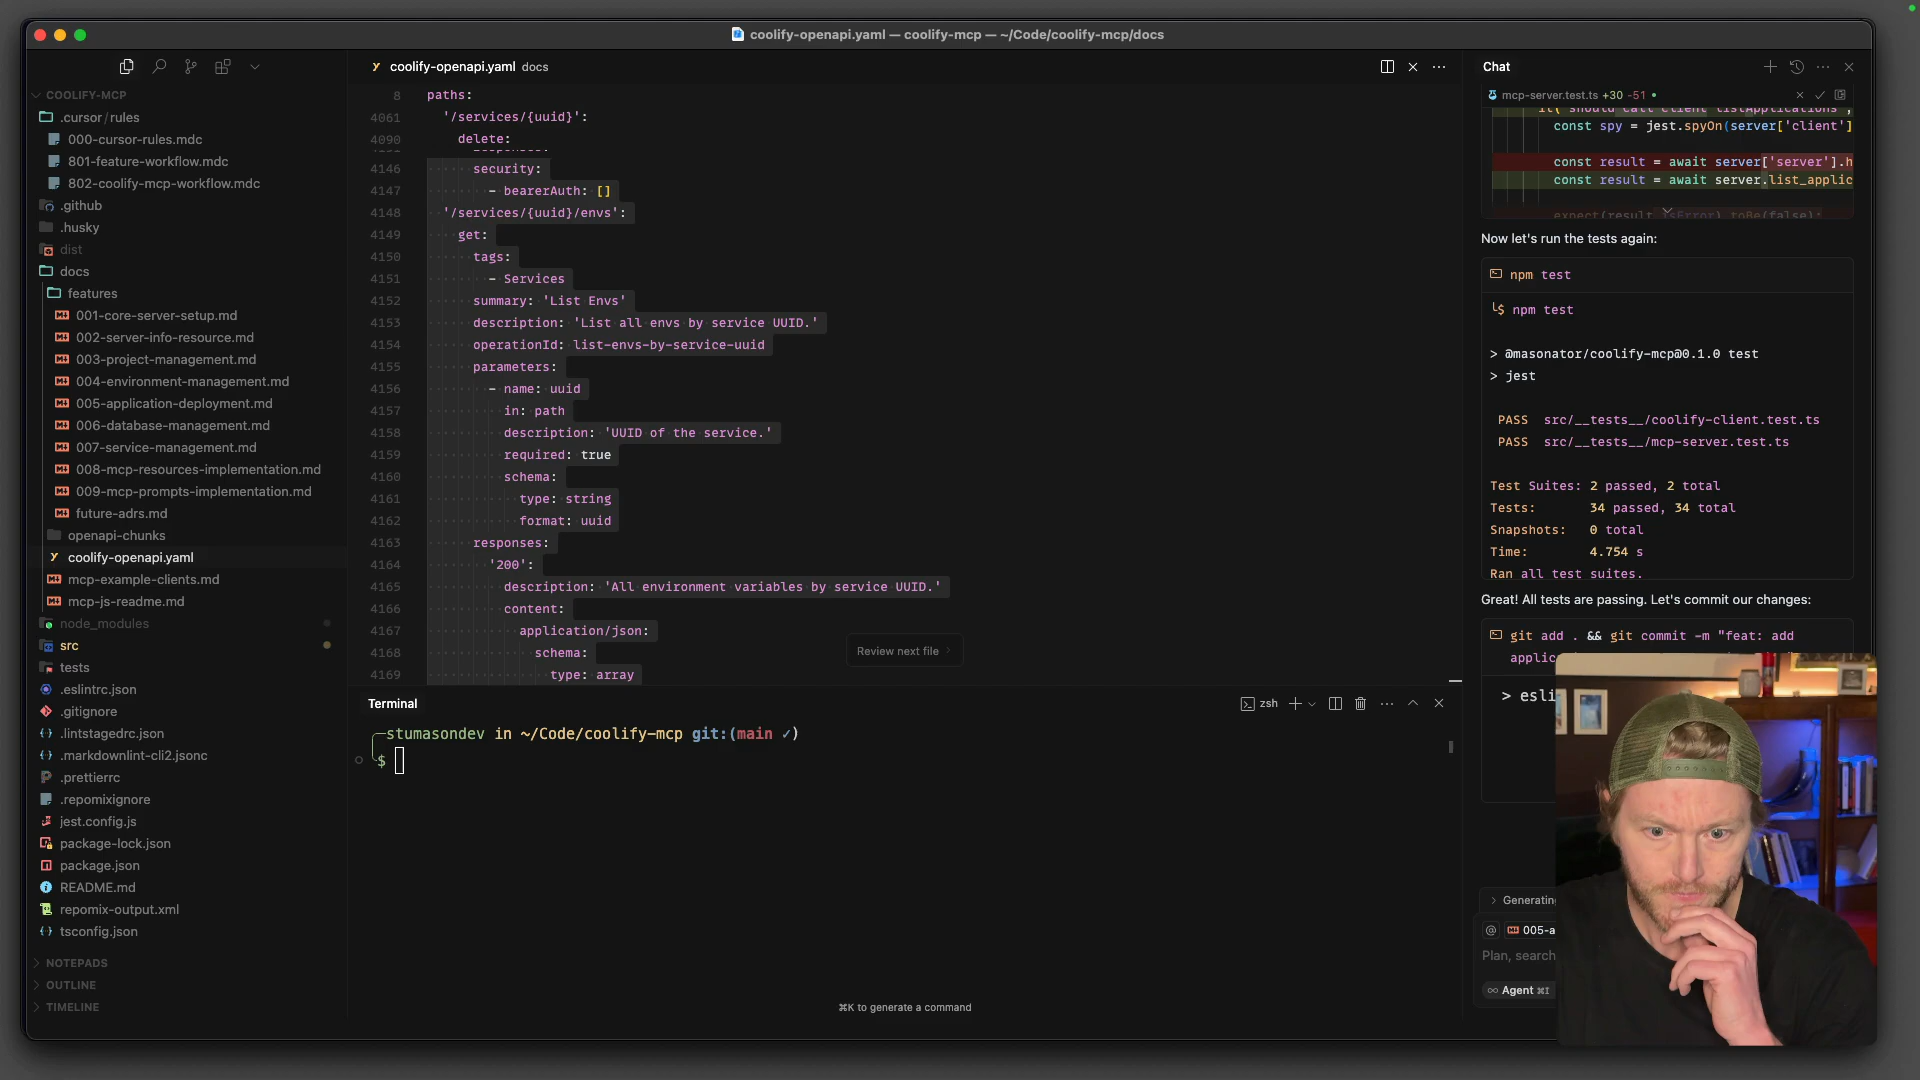 coolify-openapi.yaml — coolify-mcp — ~/Code/coolify-mcp/docs
COOLIFY-MCP
.cursor/rules
000-cursor-rules.mdc
801-feature-workflow.mdc
802-coolify-mcp-workflow.mdc
.github
.husky
dist
docs
features
001-core-server-setup.md
002-server-info-resource.md
003-project-management.md
004-environment-management.md
005-application-deployment.md
006-database-management.md
007-service-management.md
008-mcp-resources-implementation.md
009-mcp-prompts-implementation.md
future-adrs.md
openapi-chunks
coolify-openapi.yaml
mcp-example-clients.md
mcp-js-readme.md
node_modules
src
tests
.eslintrc.json
.gitignore
.lintstagedrc.json
.markdownlint-cli2.jsonc
.prettierrc
.repomixignore
jest.config.js
package-lock.json
package.json
README.md
repomix-output.xml
tsconfig.json
NOTEPADS
OUTLINE
TIMELINE
coolify-openapi.yaml docs
8 paths:
4061 '/services/{uuid}':
4090 delete:
4146 security:
4147 - bearerAuth: []
4148 '/services/{uuid}/envs':
4149 get:
4150 tags:
4151 - Services
4152 summary: 'List Envs'
4153 description: 'List all envs by service UUID.'
4154 operationId: list-envs-by-service-uuid
4155 parameters:
4156 - name: uuid
4157 in: path
4158 description: 'UUID of the service.'
4159 required: true
4160 schema:
4161 type: string
4162 format: uuid
4163 responses:
4164 '200':
4165 description: 'All environment variables by service UUID.'
4166 content:
4167 application/json:
4168 schema:
4169 type: array
Review next file
Terminal
zsh
stumasondev in ~/Code/coolify-mcp git:(main ✓)
$
⌘K to generate a command
Chat
mcp-server.test.ts +30 -51
it('should call client listApplications',
const spy = jest.spyOn(server['client']
const result = await server['server'].h
const result = await server.list_applic
expect(result.isError).toBe(false);
Now let's run the tests again:
npm test
$ npm test
> @masonator/coolify-mcp@0.1.0 test
> jest
PASS src/__tests__/coolify-client.test.ts
PASS src/__tests__/mcp-server.test.ts
Test Suites: 2 passed, 2 total
Tests: 34 passed, 34 total
Snapshots: 0 total
Time: 4.754 s
Ran all test suites.
Great! All tests are passing. Let's commit our changes:
git add . && git commit -m "feat: add
applic
> esli
Generating
@ 005-a
Plan, search
∞ Agent ⌘I